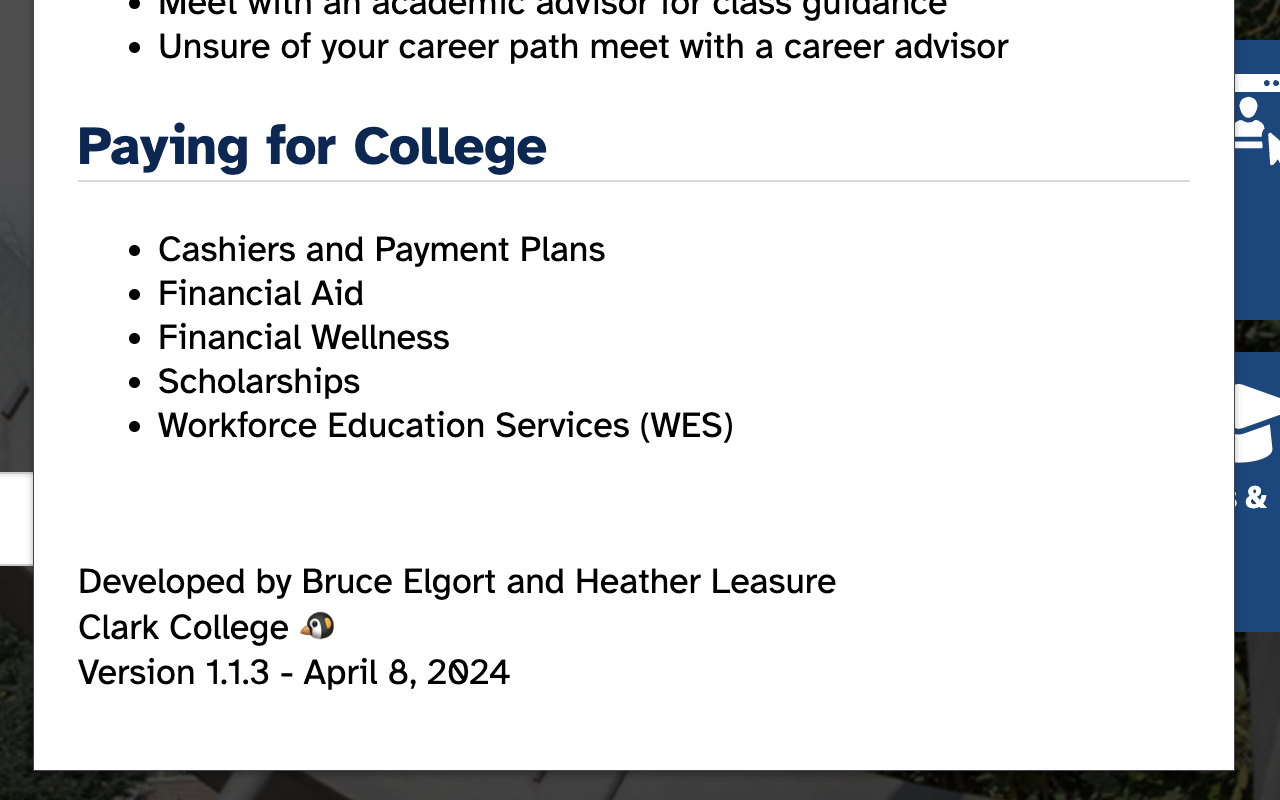 Meet with an academic advisor for class guidance
Unsure of your career path meet with a career advisor
Paying for College
Cashiers and Payment Plans
Financial Aid
Financial Wellness
Scholarships
Workforce Education Services (WES)
&
Developed by Bruce Elgort and Heather Leasure
Clark College 🐧
Version 1.1.3 - April 8, 2024